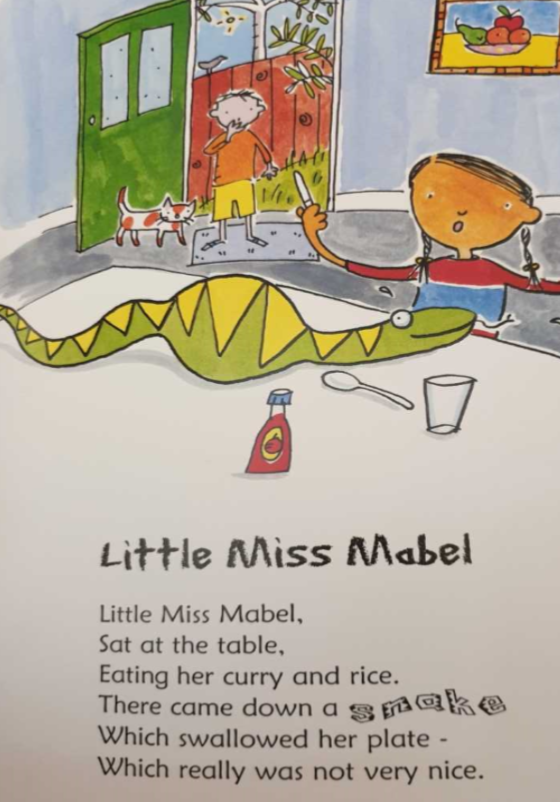 Little Miss Mabel
Little Miss Mabel,
Sat at the table,
Eating her curry and rice.
There came down a snake
Which swallowed her plate -
Which really was not very nice.